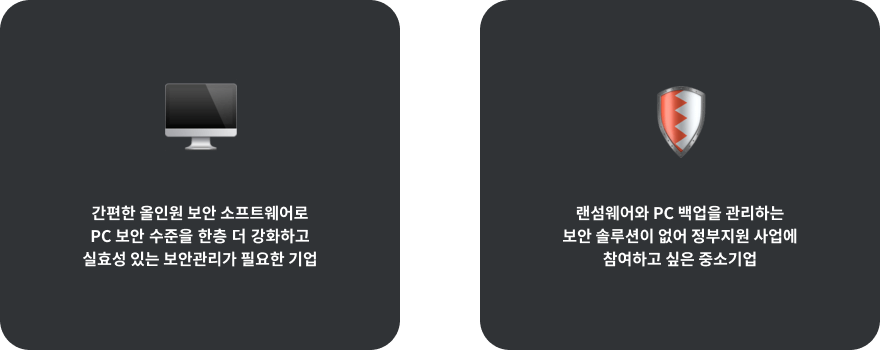 간편한 올인원 보안 소프트웨어로
PC 보안 수준을 한층 더 강화하고
실효성 있는 보안관리가 필요한 기업
랜섬웨어와 PC 백업을 관리하는
보안 솔루션이 없어 정부지원 사업에
참여하고 싶은 중소기업